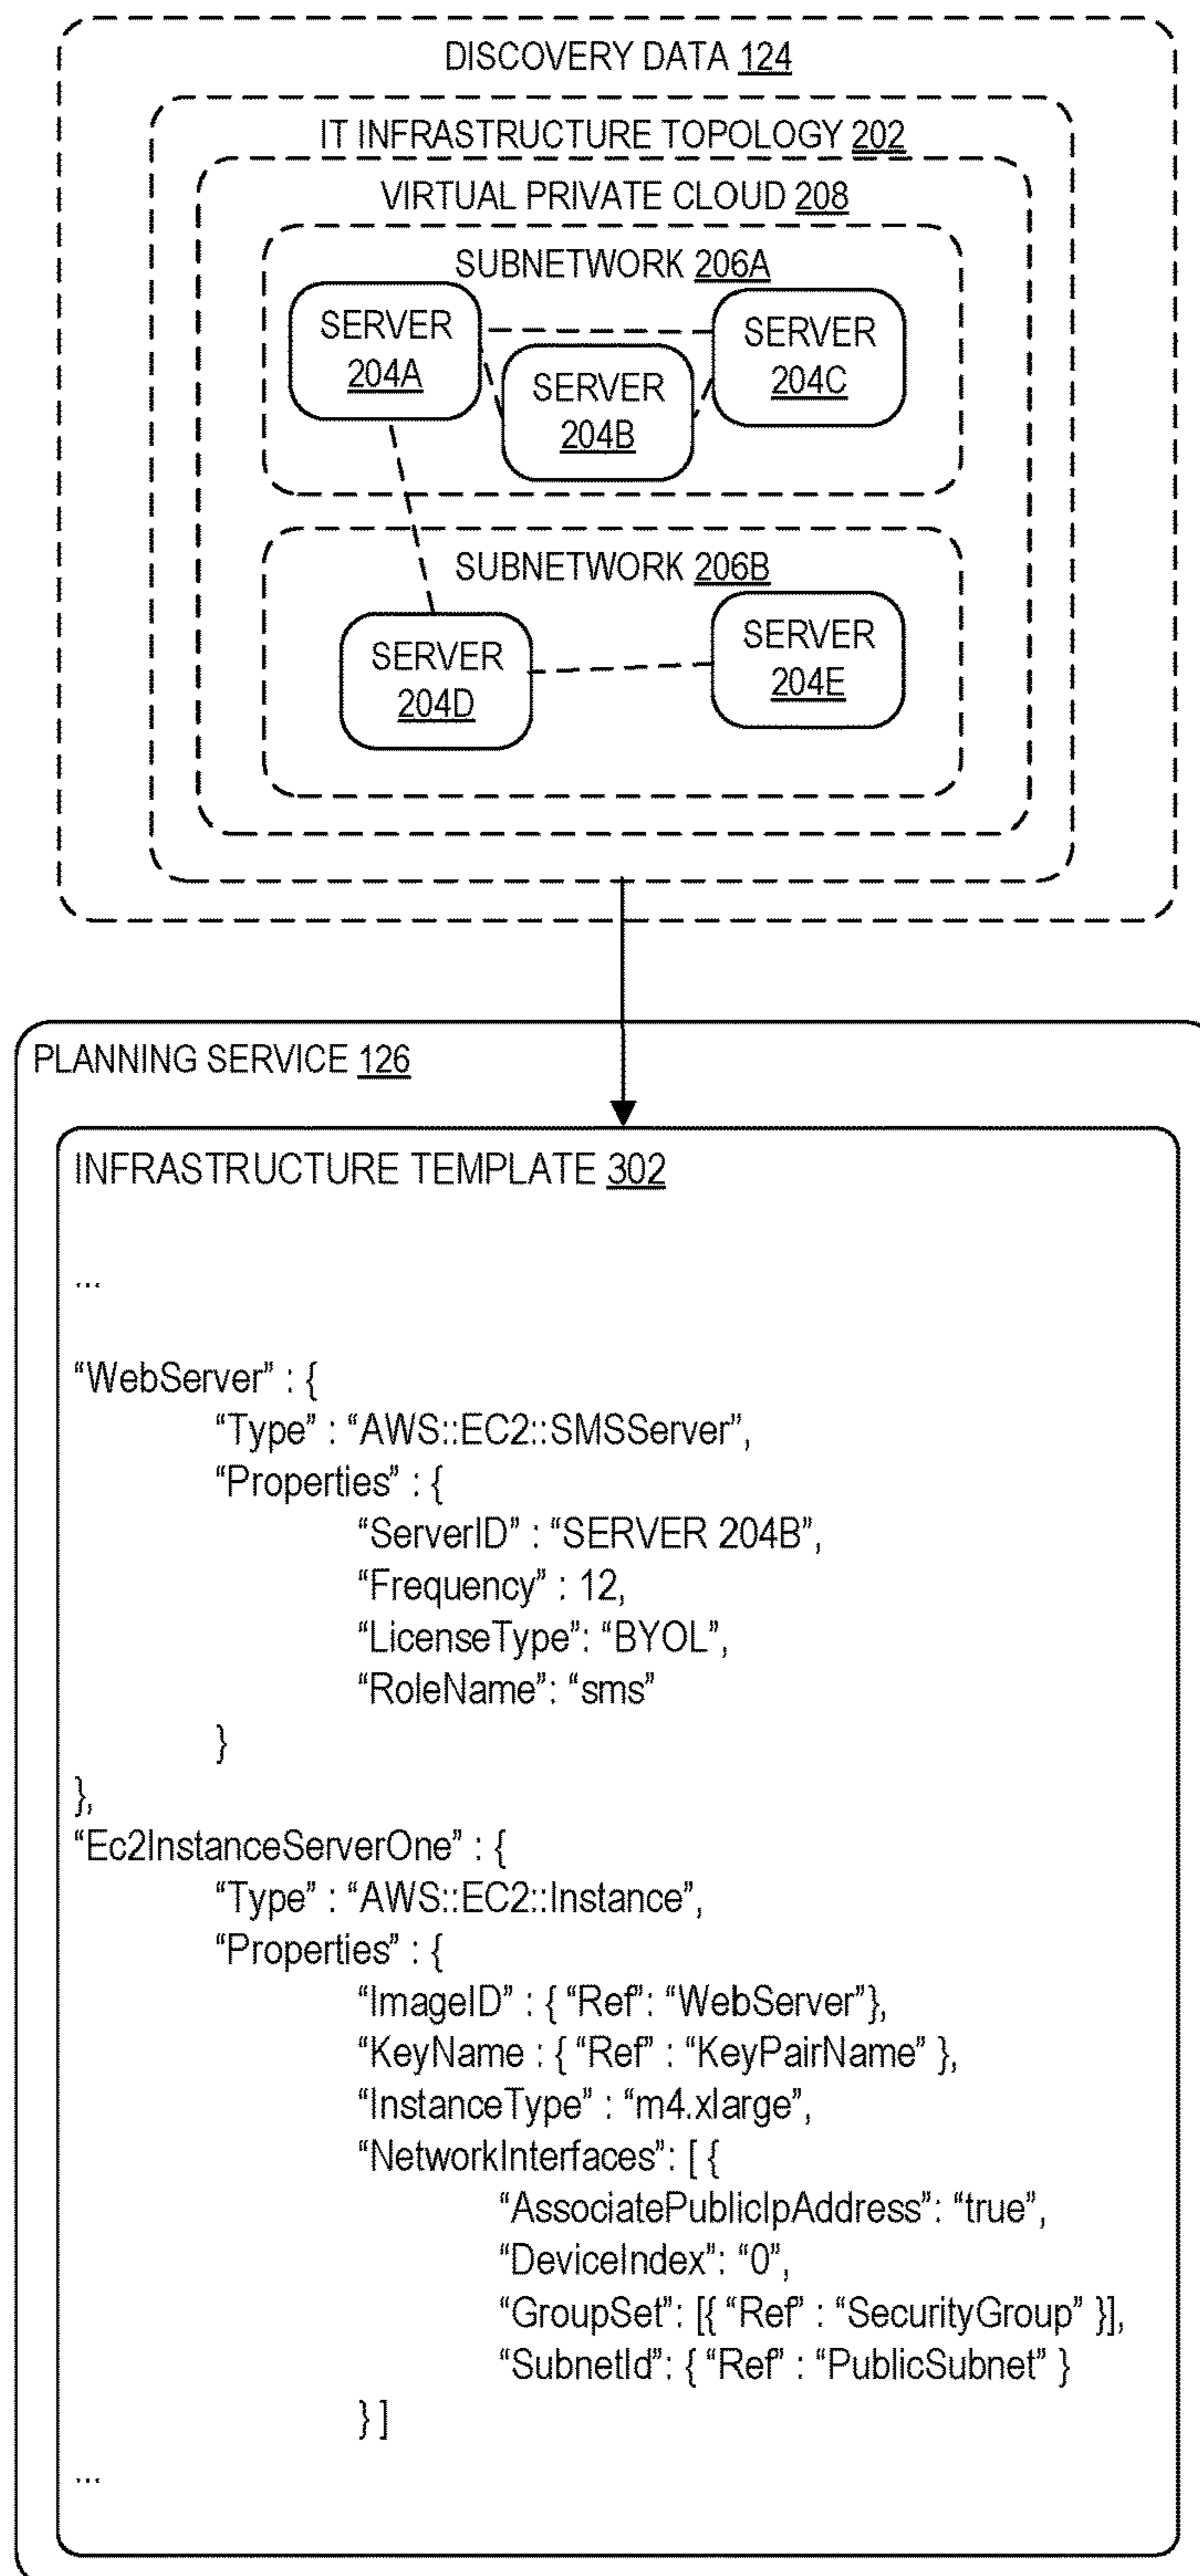 DISCOVERY DATA 124
IT INFRASTRUCTURE TOPOLOGY 202
VIRTUAL PRIVATE CLOUD 208
SUBNETWORK 206A
SERVER
204A
SERVER
204B
SERVER
204C
SUBNETWORK 206B
SERVER
204D
SERVER
204E
PLANNING SERVICE 126
INFRASTRUCTURE TEMPLATE 302
...
“WebServer” : {
“Type” : “AWS::EC2::SMSServer”,
“Properties” : {
“ServerID” : “SERVER 204B”,
“Frequency” : 12,
“LicenseType”: “BYOL”,
“RoleName”: “sms”
}
},
“Ec2InstanceServerOne” : {
“Type” : “AWS::EC2::Instance”,
“Properties” : {
“ImageID” : { “Ref”: “WebServer”},
“KeyName : { “Ref” : “KeyPairName” },
“InstanceType” : “m4.xlarge”,
“NetworkInterfaces”: [ {
“AssociatePublicIpAddress”: “true”,
“DeviceIndex”: “0”,
“GroupSet”: [{ “Ref” : “SecurityGroup” }],
“SubnetId”: { “Ref” : “PublicSubnet” }
} ]
...